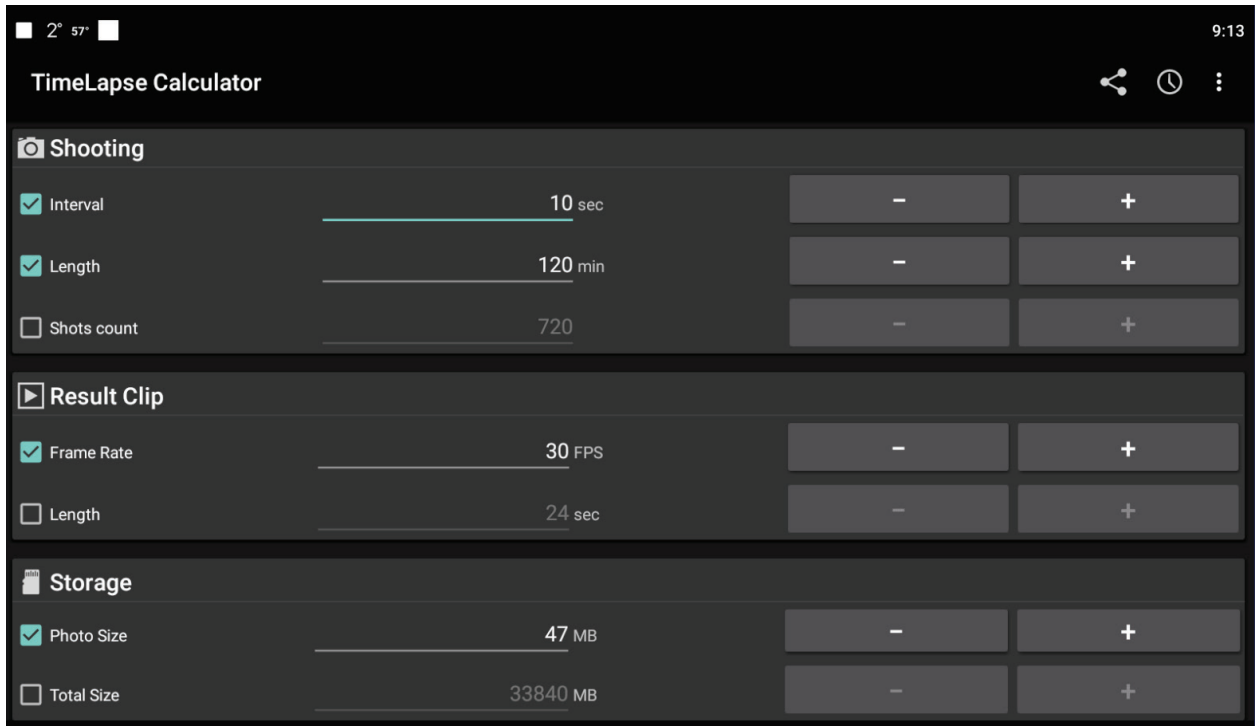 2° 57° 9:13
TimeLapse Calculator
Shooting
Interval 10 sec - +
Length 120 min - +
Shots count 720 - +
Result Clip
Frame Rate 30 FPS - +
Length 24 sec - +
Storage
Photo Size 47 MB - +
Total Size 33840 MB - +